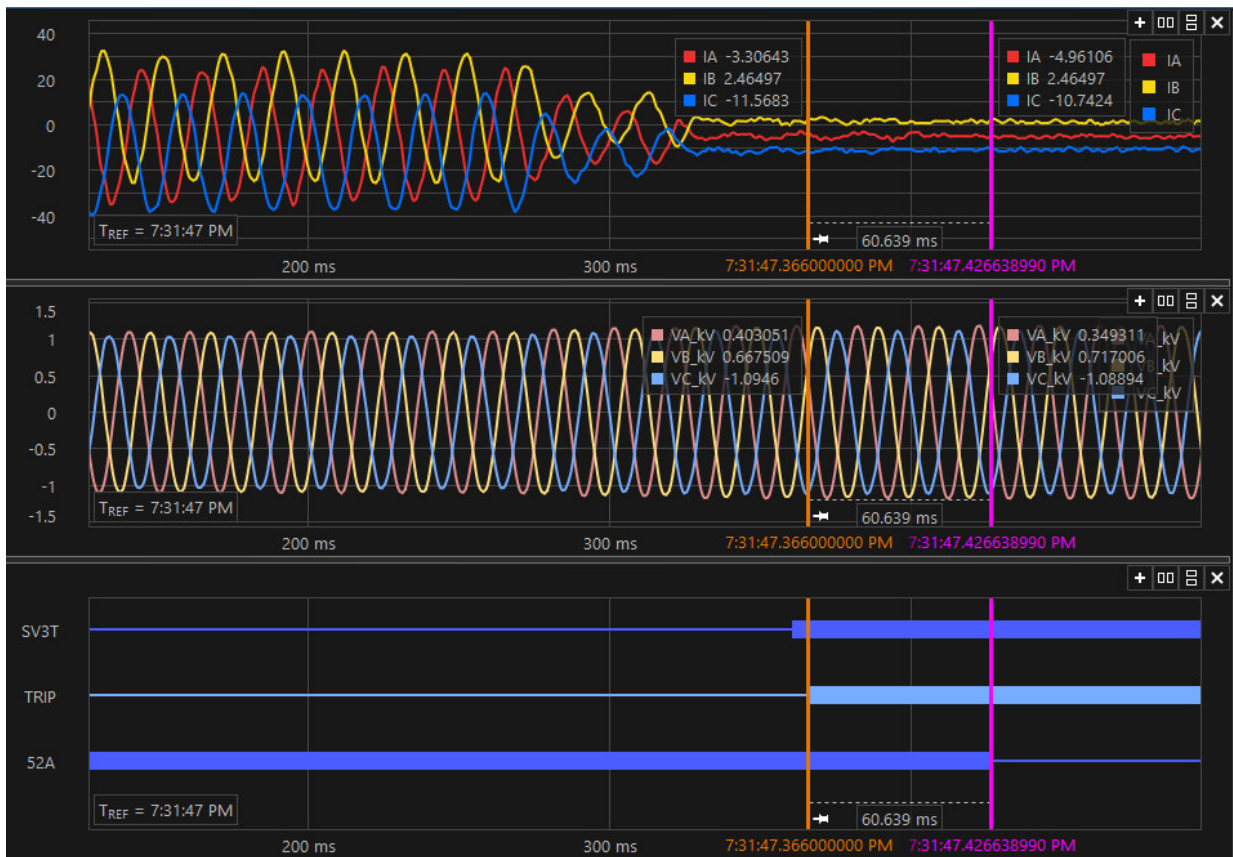 40
20
0
-20
-40
IA -3.30643
IB 2.46497
IC -11.5683
IA -4.96106
IB 2.46497
IC -10.7424
IA
IB
IC
TREF = 7:31:47 PM
60.639 ms
200 ms
300 ms
7:31:47.366000000 PM
7:31:47.426638990 PM
1.5
1
0.5
0
-0.5
-1
-1.5
VA_kV 0.403051
VB_kV 0.667509
VC_kV -1.0946
VA_kV 0.349311
VB_kV 0.717006
VC_kV -1.08894
VA_kV
VB_kV
VC_kV
TREF = 7:31:47 PM
60.639 ms
200 ms
300 ms
7:31:47.366000000 PM
7:31:47.426638990 PM
SV3T
TRIP
52A
TREF = 7:31:47 PM
60.639 ms
200 ms
300 ms
7:31:47.366000000 PM
7:31:47.426638990 PM